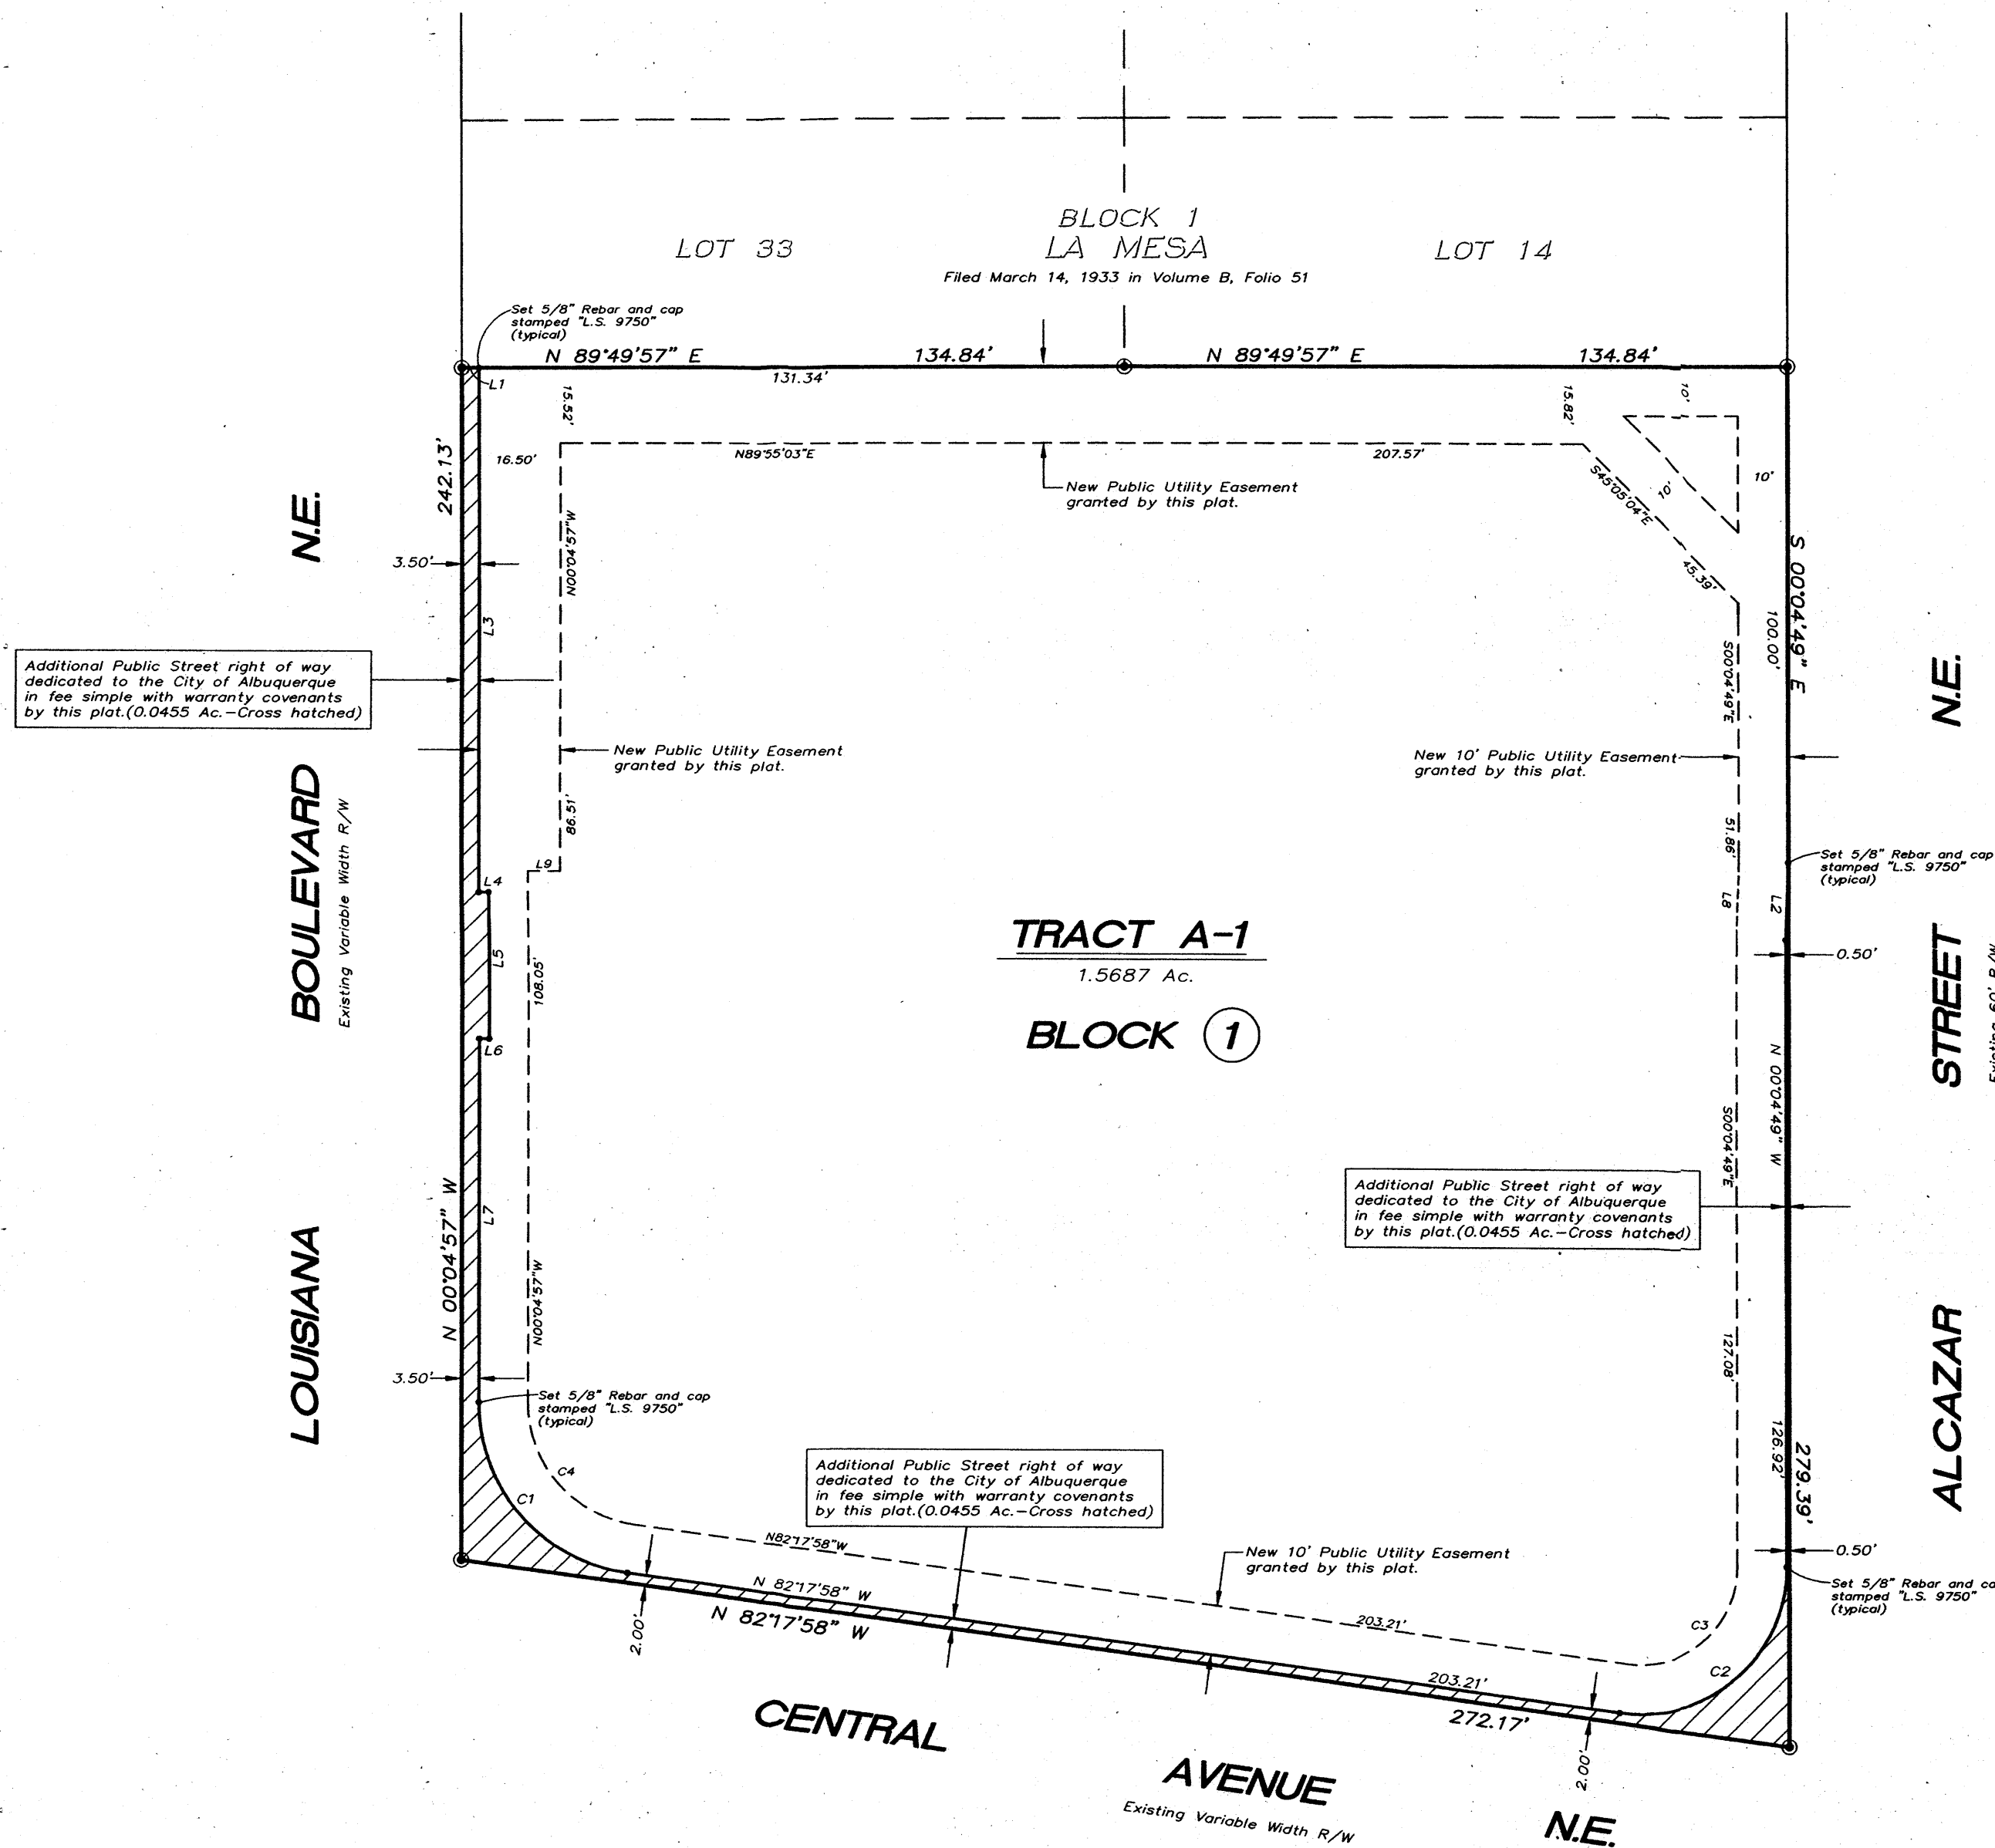 BLOCK 1
LOT 33
LA MESA
LOT 14
Filed March 14, 1933 in Volume B, Folio 51
Set 5/8" Rebar and cap
stamped "L.S. 9750"
(typical)
N 89°49'57" E
134.84'
N 89°49'57" E
134.84'
L1
131.34'
15.52'
15.82'
10'
242.13'
16.50'
N89°55'03"E
207.57'
S45°05'04"E
10'
10'
New Public Utility Easement
granted by this plat.
N00°04'57"W
45.39'
3.50'
L3
S 00°04'49" E
100.00'
S00°04'49"E
N.E.
N.E.
Additional Public Street right of way
dedicated to the City of Albuquerque
in fee simple with warranty covenants
by this plat.(0.0455 Ac.-Cross hatched)
New Public Utility Easement
granted by this plat.
New 10' Public Utility Easement
granted by this plat.
86.51'
51.86'
BOULEVARD
Existing Variable Width R/W
L9
L4
L5
L6
108.05'
L8
L2
Set 5/8" Rebar and cap
stamped "L.S. 9750"
(typical)
0.50'
TRACT A-1
1.5687 Ac.
BLOCK 1
STREET
Existing 60' R/W
N 00°04'49" W
S00°04'49"E
Additional Public Street right of way
dedicated to the City of Albuquerque
in fee simple with warranty covenants
by this plat.(0.0455 Ac.-Cross hatched)
LOUISIANA
N 00°04'57" W
L7
N00°04'57"W
127.08'
126.92'
279.39'
ALCAZAR
3.50'
Set 5/8" Rebar and cap
stamped "L.S. 9750"
(typical)
C4
C1
Additional Public Street right of way
dedicated to the City of Albuquerque
in fee simple with warranty covenants
by this plat.(0.0455 Ac.-Cross hatched)
N82°17'58"W
New 10' Public Utility Easement
granted by this plat.
0.50'
Set 5/8" Rebar and ca
stamped "L.S. 9750"
(typical)
N 82°17'58" W
N 82°17'58" W
2.00'
203.21'
C3
C2
203.21'
272.17'
2.00'
CENTRAL
AVENUE
Existing Variable Width R/W
N.E.